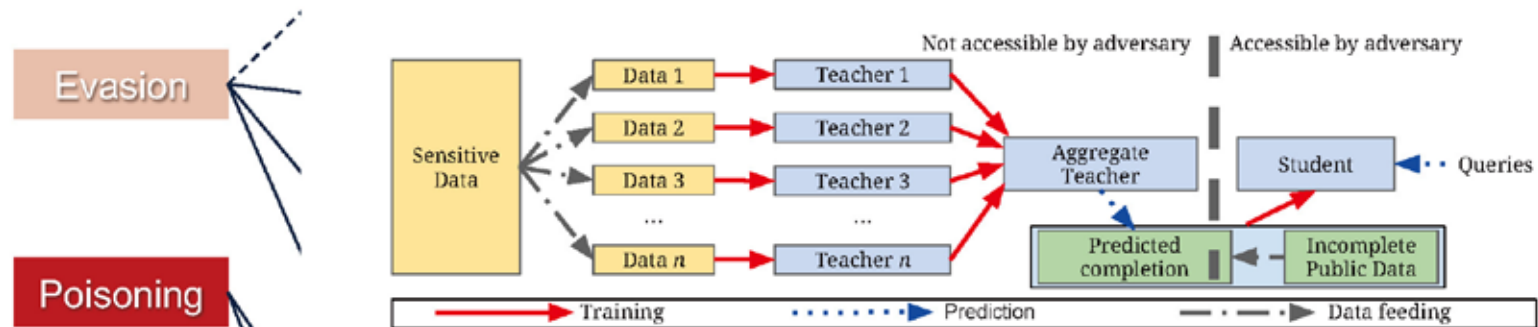 Evasion
Poisoning
Not accessible by adversary
Accessible by adversary
Sensitive
Data
Data 1
Teacher 1
Data 2
Teacher 2
Data 3
Teacher 3
...
...
Data n
Teacher n
Aggregate
Teacher
Student
Queries
Predicted
completion
Incomplete
Public Data
Training
Prediction
Data feeding